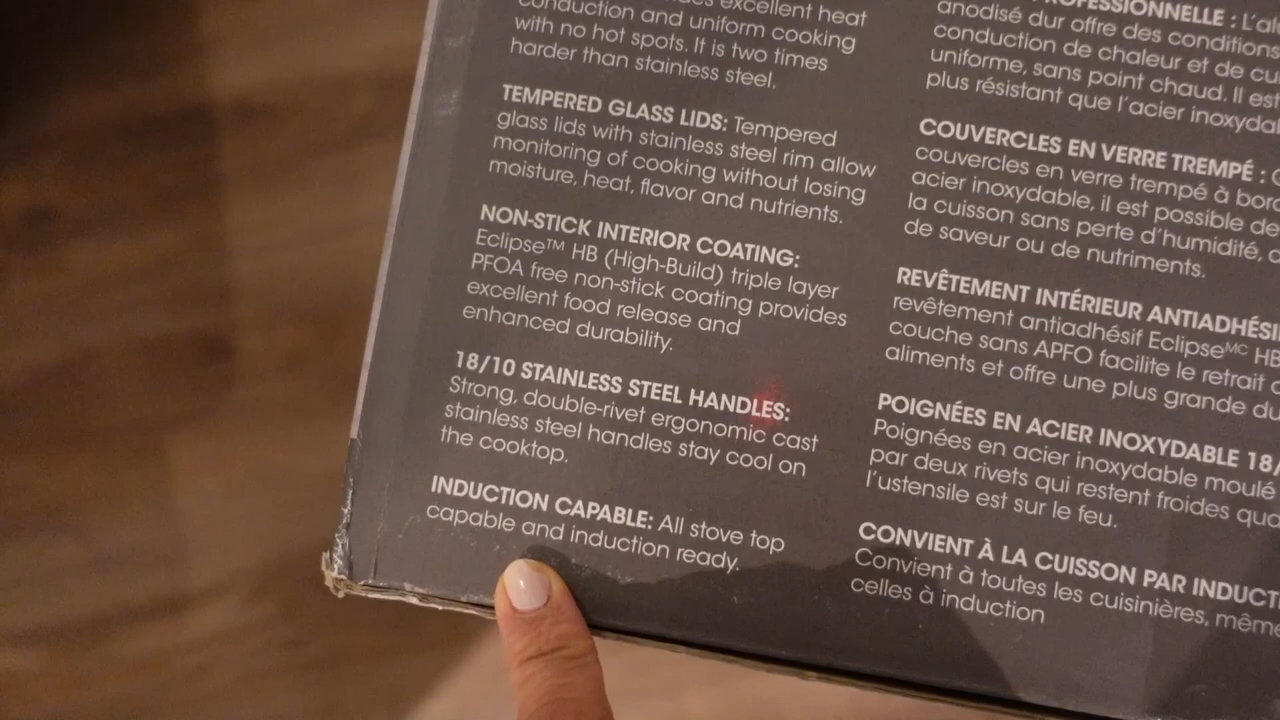 excellent heat
conduction and uniform cooking
with no hot spots. It is two times
harder than stainless steel.
TEMPERED GLASS LIDS: Tempered
glass lids with stainless steel rim allow
monitoring of cooking without losing
moisture, heat, flavor and nutrients.
NON-STICK INTERIOR COATING:
Eclipse™ HB (High-Build) triple layer
PFOA free non-stick coating provides
excellent food release and
enhanced durability.
18/10 STAINLESS STEEL HANDLES:
Strong, double-rivet ergonomic cast
stainless steel handles stay cool on
the cooktop.
INDUCTION CAPABLE: All stove top
capable and induction ready.
PROFESSIONNELLE :
anodisé dur offre des conditions
conduction de chaleur et de
uniforme, sans point chaud. Il est
plus résistant que l'acier
COUVERCLES EN VERRE TREMPÉ :
couvercles en verre trempé à
acier inoxydable, il est possible de
la cuisson sans perte d'humidité,
de saveur ou de nutriments.
REVÊTEMENT INTÉRIEUR
revêtement antiadhésif Eclipseᴹᶜ HB
couche sans APFO facilite le retrait
aliments et offre une plus grande
POIGNÉES EN ACIER INOXYDABLE
Poignées en acier inoxydable moulé
par deux rivets qui restent froides
l'ustensile est sur le feu.
CONVIENT À LA CUISSON PAR
Convient à toutes les cuisinières, même
celles à induction